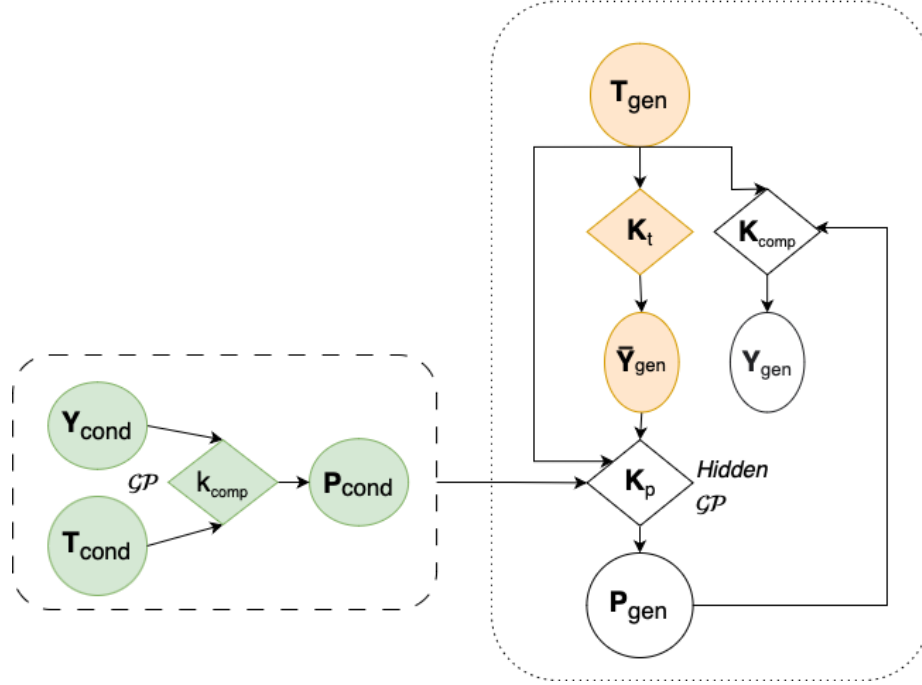 T_gen
K_t
K_comp
Ȳ_gen
Y_gen
Y_cond
GP
k_comp
P_cond
T_cond
K_p
Hidden
GP
P_gen